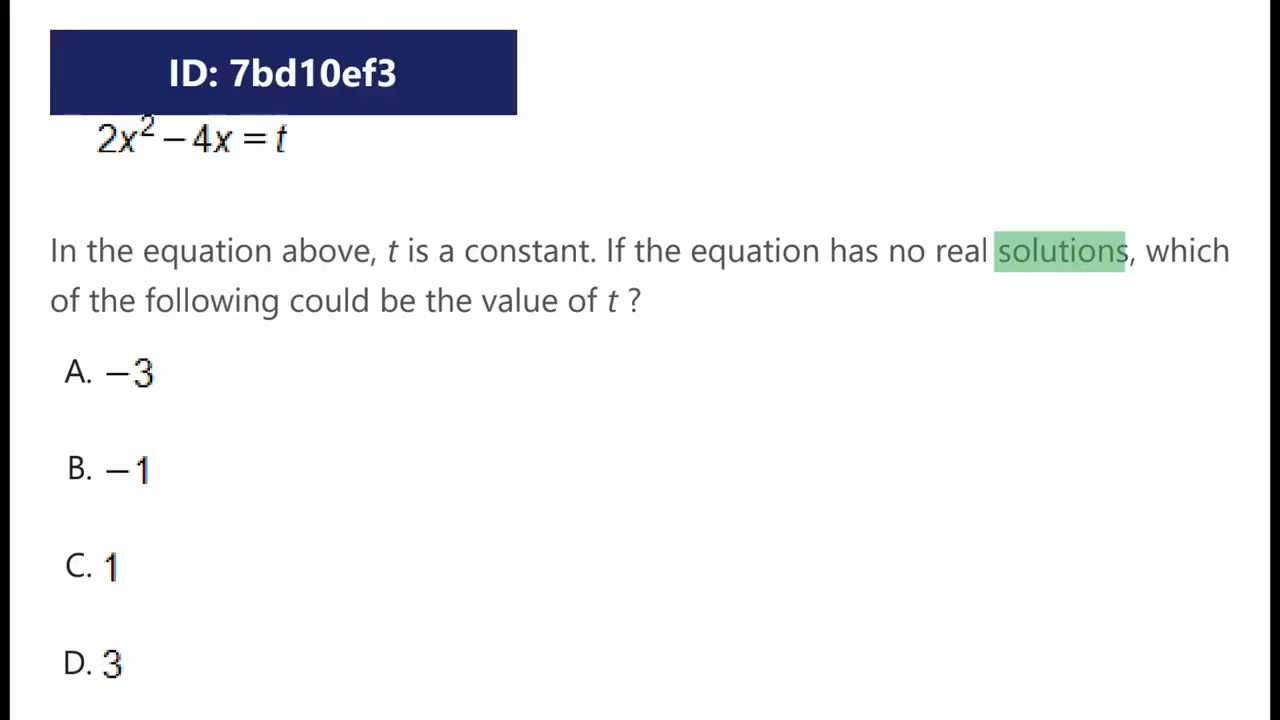 ID: 7bd10ef3
2x² − 4x = t
In the equation above, t is a constant. If the equation has no real solutions, which
of the following could be the value of t ?
A. −3
B. −1
C. 1
D. 3